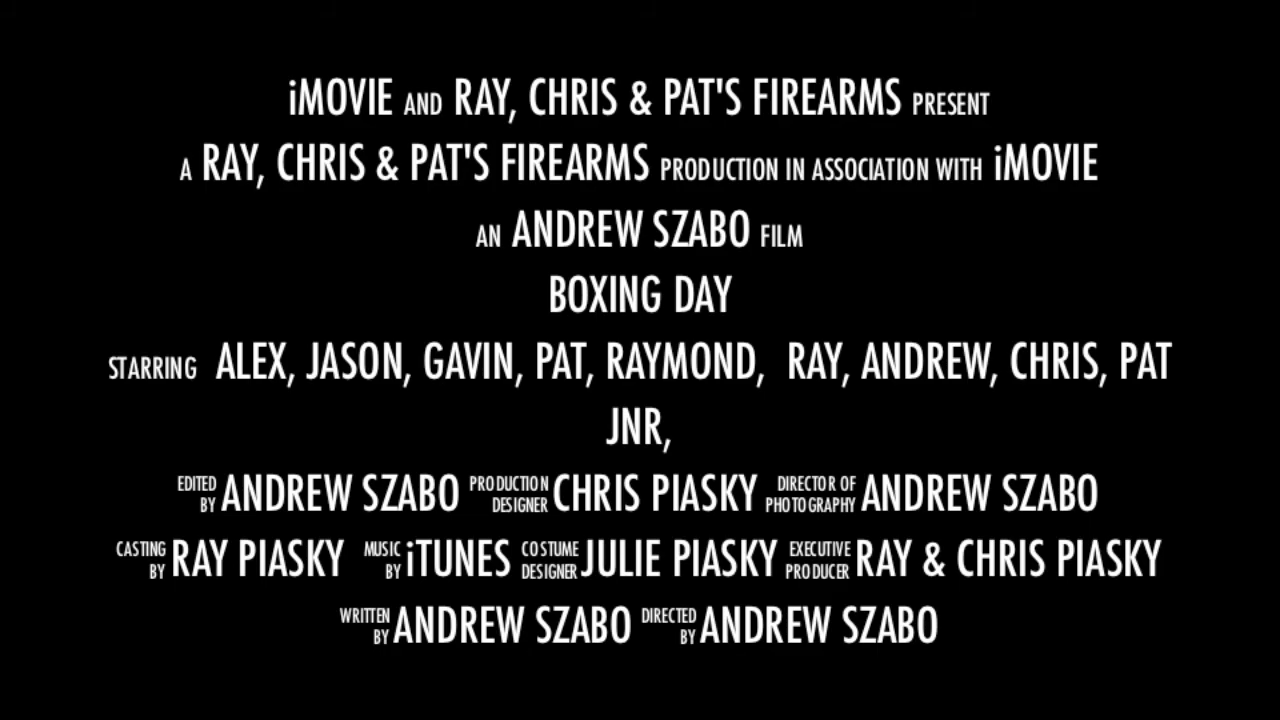 iMOVIE AND RAY, CHRIS & PAT'S FIREARMS PRESENT
A RAY, CHRIS & PAT'S FIREARMS PRODUCTION IN ASSOCIATION WITH iMOVIE
AN ANDREW SZABO FILM
BOXING DAY
STARRING ALEX, JASON, GAVIN, PAT, RAYMOND, RAY, ANDREW, CHRIS, PAT
JNR,
EDITED BY ANDREW SZABO PRODUCTION DESIGNER CHRIS PIASKY DIRECTOR OF PHOTOGRAPHY ANDREW SZABO
CASTING BY RAY PIASKY MUSIC BY iTUNES COSTUME DESIGNER JULIE PIASKY EXECUTIVE PRODUCER RAY & CHRIS PIASKY
WRITTEN BY ANDREW SZABO DIRECTED BY ANDREW SZABO